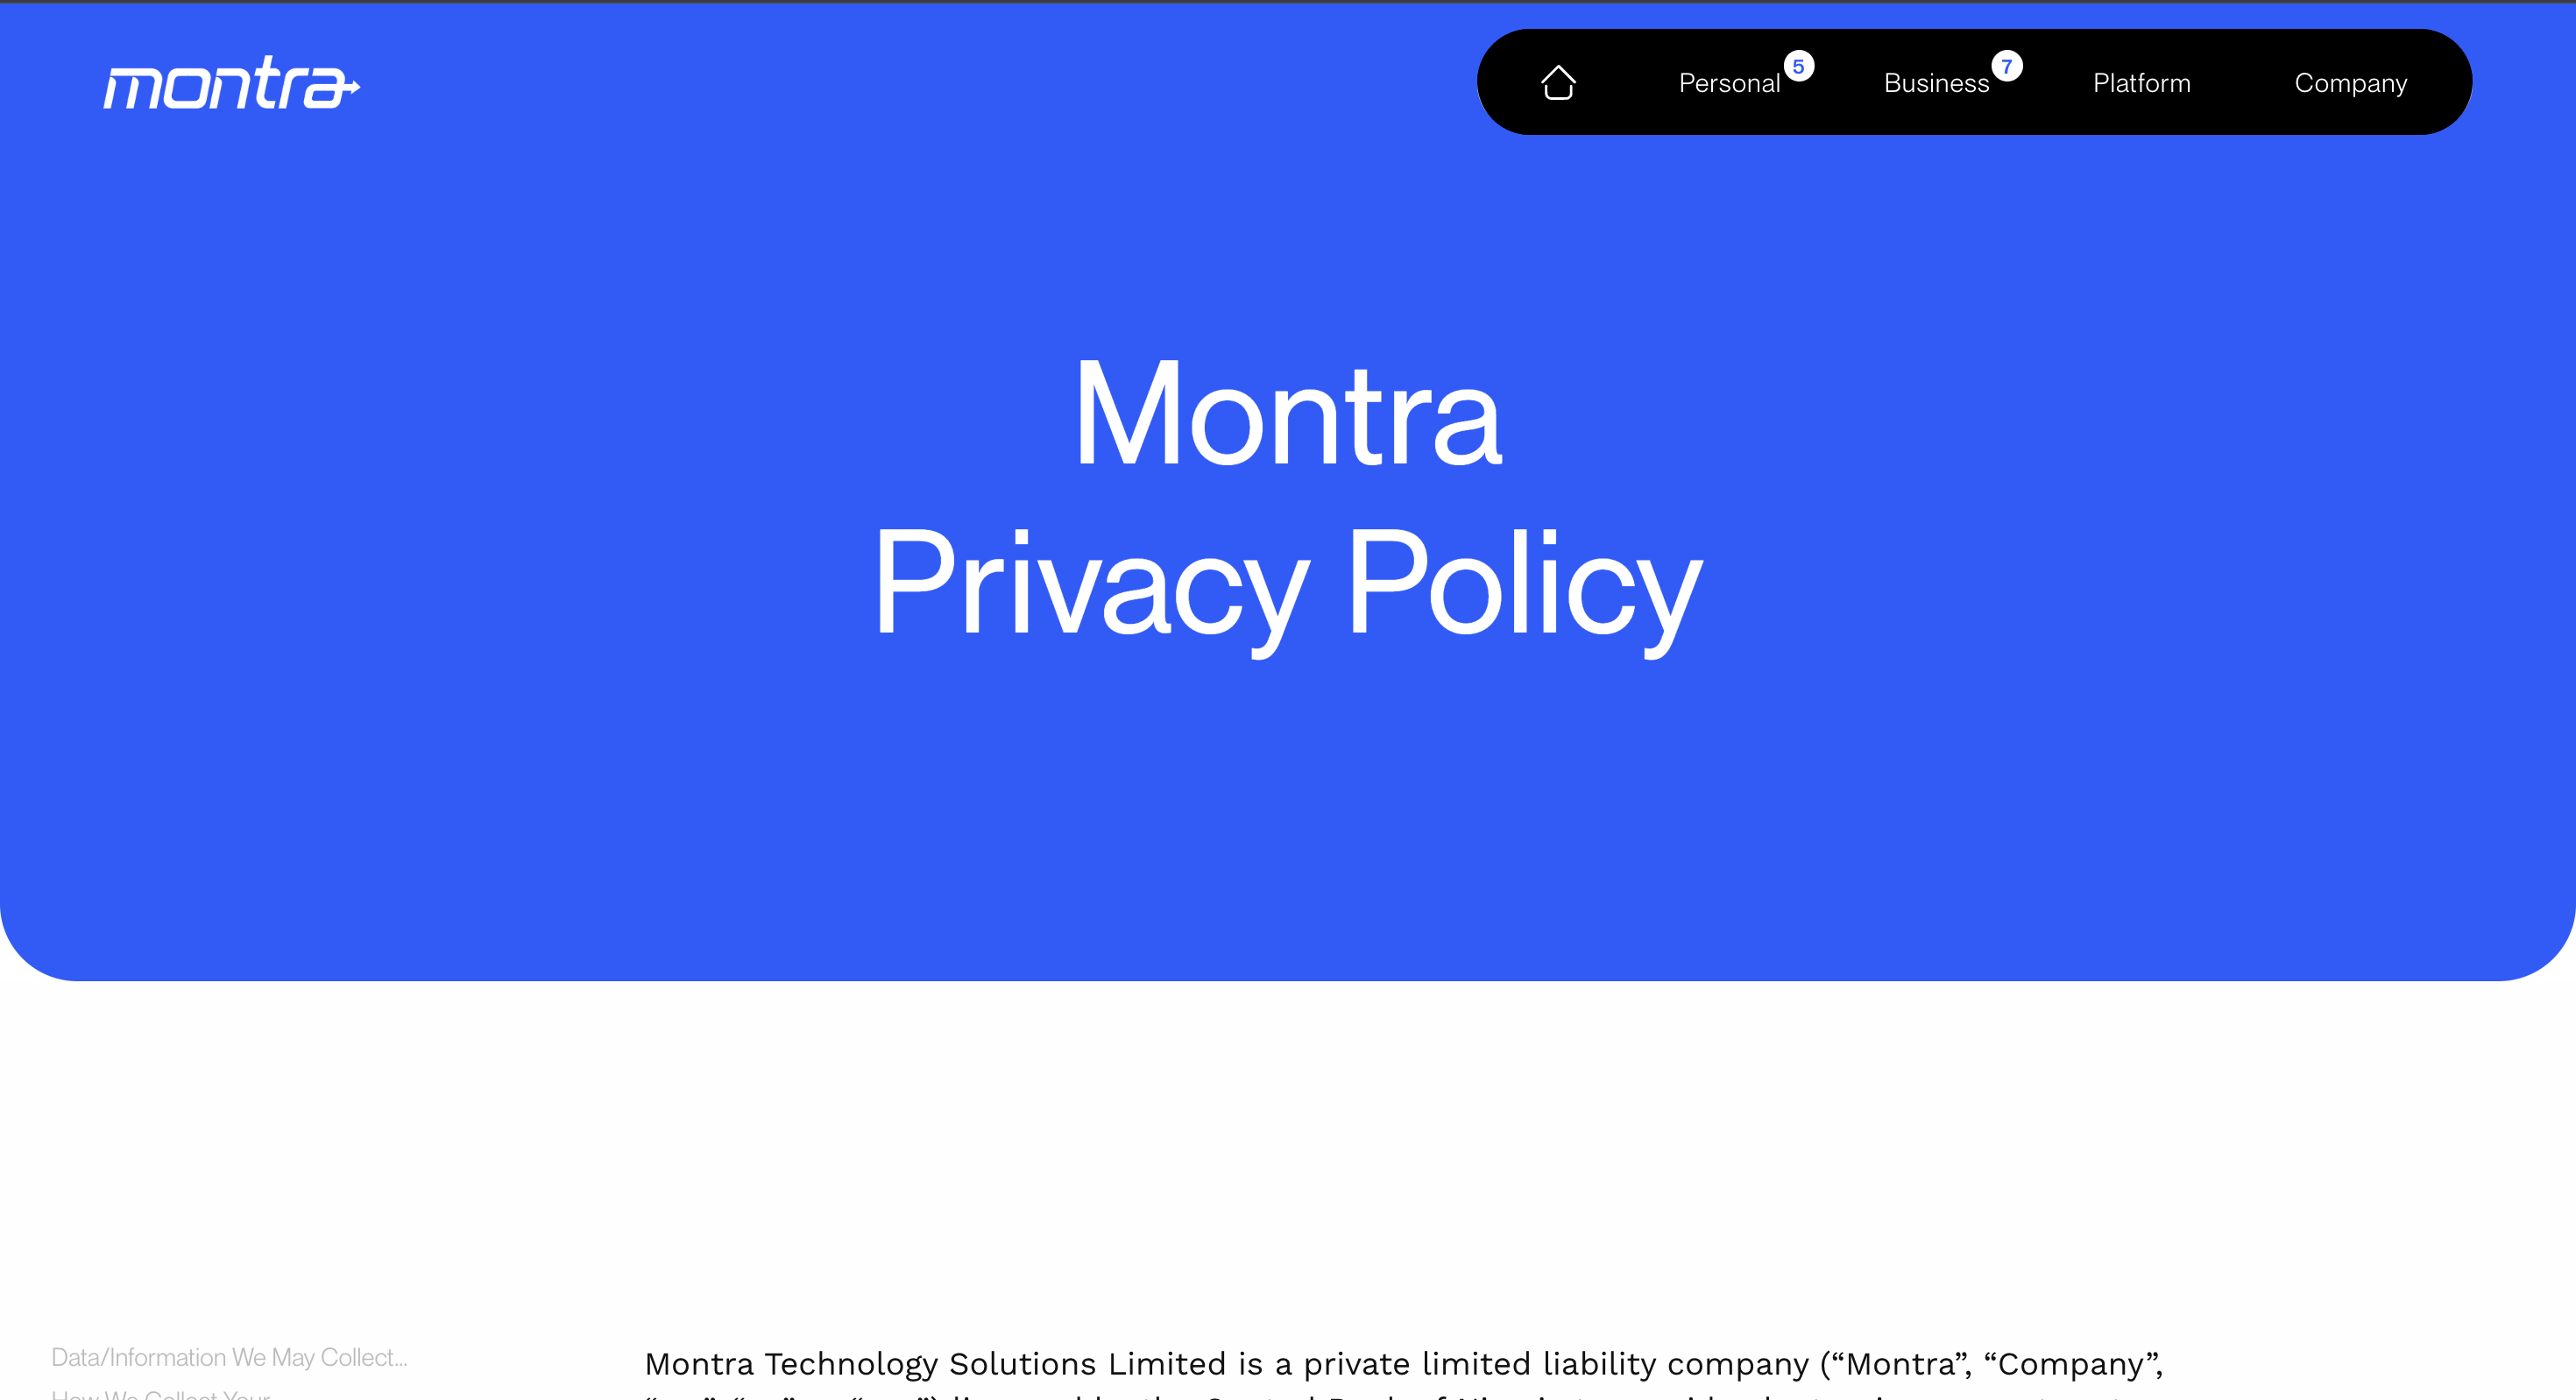 montra
Personal 5 Business 7 Platform Company
Montra
Privacy Policy
Data/Information We May Collect...
How We Collect Your
Montra Technology Solutions Limited is a private limited liability company (“Montra”, “Company”,